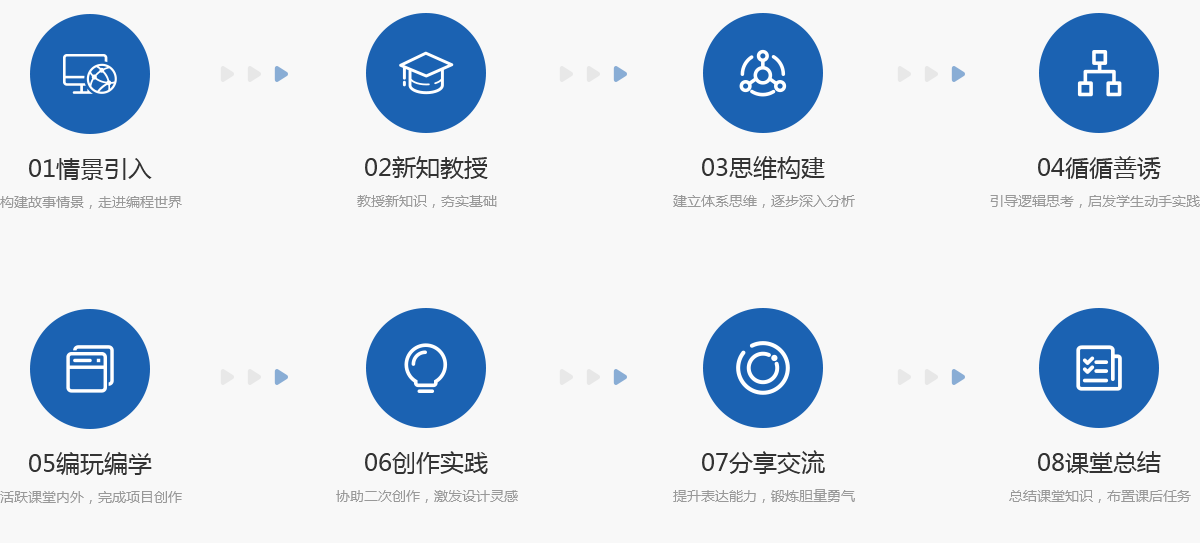 01情景引入
构建故事情景，走进编程世界
02新知教授
教授新知识，夯实基础
03思维构建
建立体系思维，逐步深入分析
04循循善诱
引导逻辑思考，启发学生动手实践
05编玩编学
活跃课堂内外，完成项目创作
06创作实践
协助二次创作，激发设计灵感
07分享交流
提升表达能力，锻炼胆量勇气
08课堂总结
总结课堂知识，布置课后任务